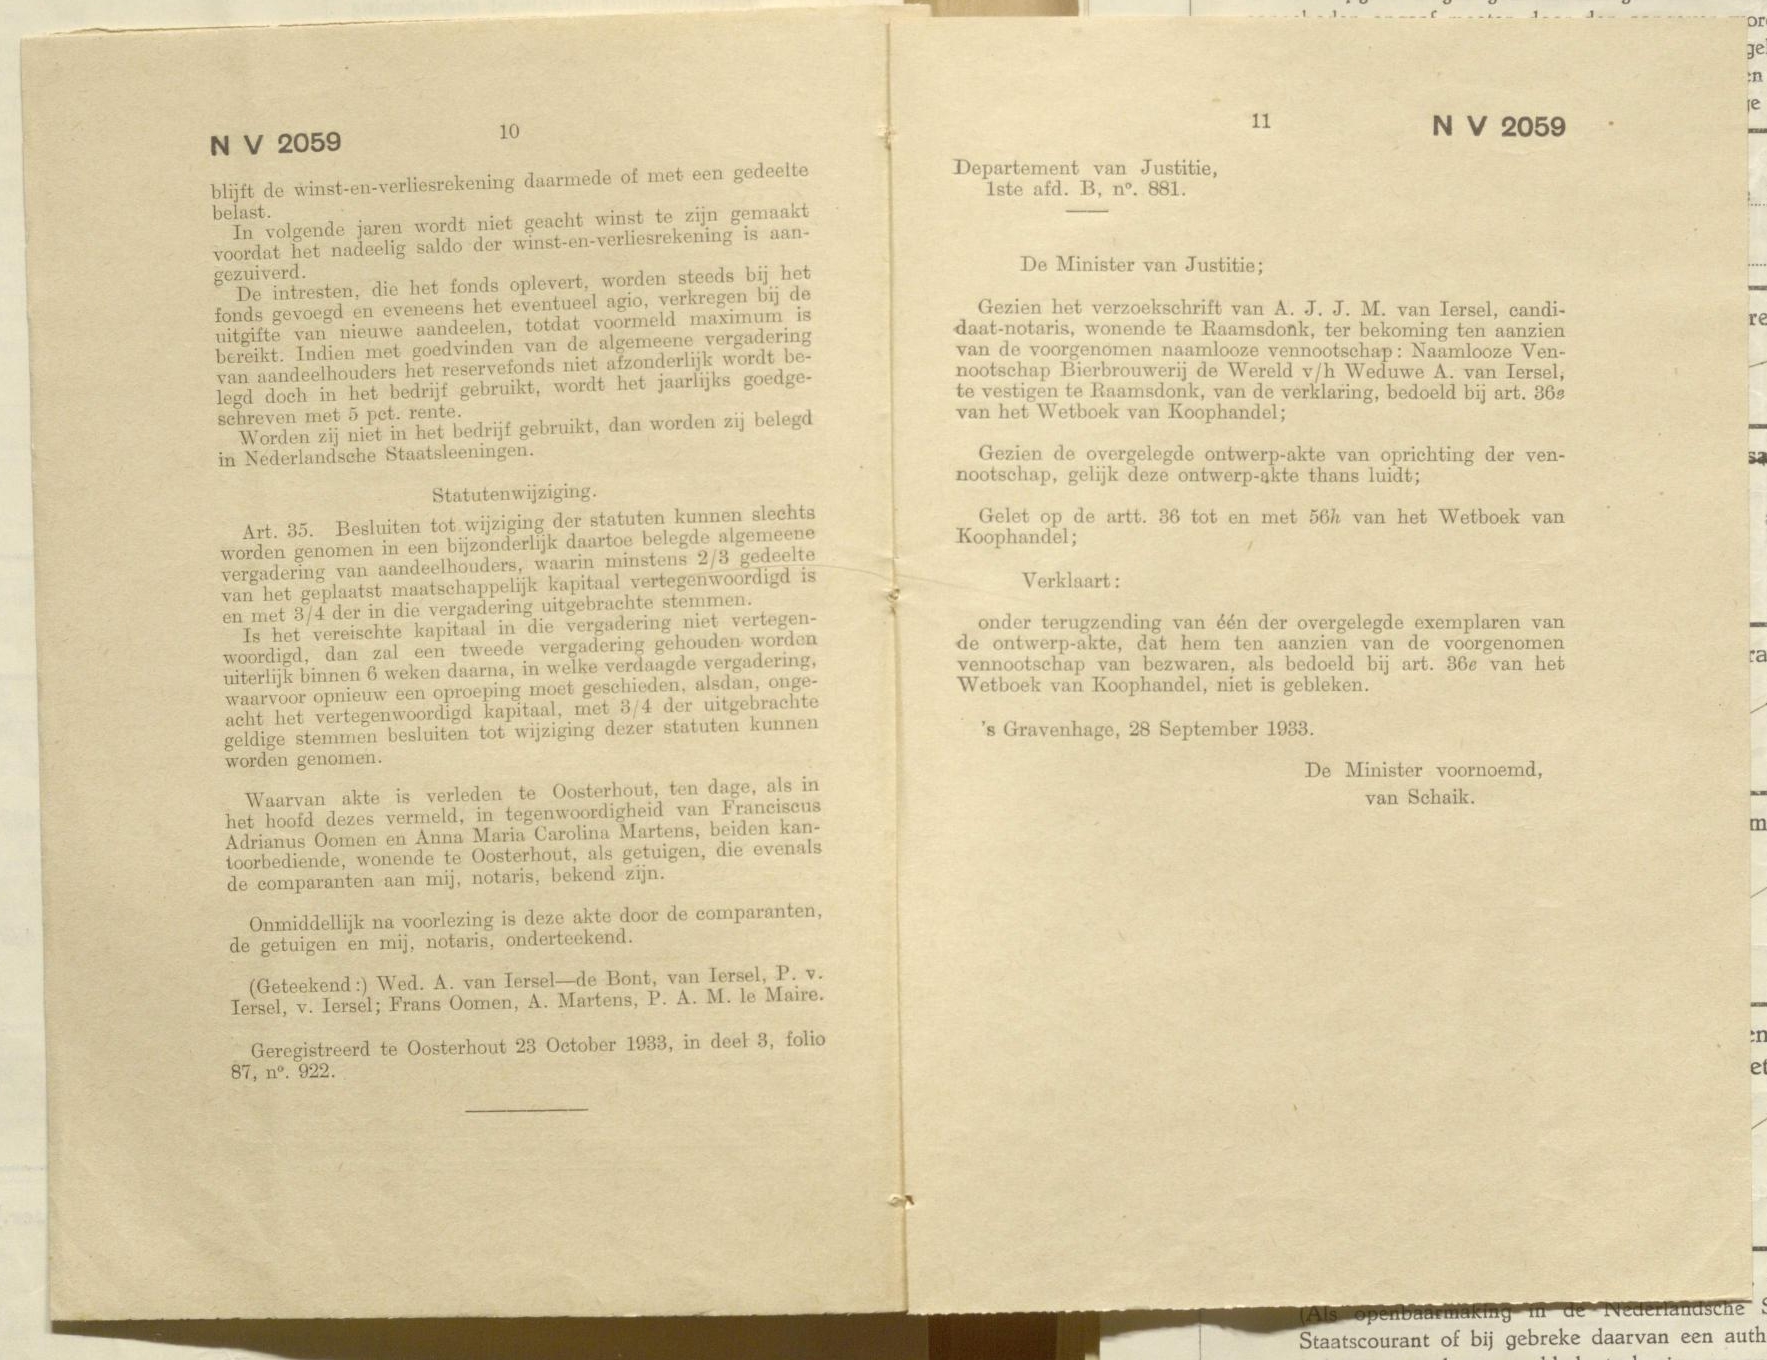 N V 2059
10
blijft de winst-en-verliesrekening daarmede of met een gedeelte
belast.
In volgende jaren wordt niet geacht winst te zijn gemaakt
voordat het nadeelig saldo der winst-en-verliesrekening is aan-
gezuiverd.
De intresten, die het fonds oplevert, worden steeds bij het
fonds gevoegd en eveneens het eventueel agio, verkregen bij de
uitgifte van nieuwe aandeelen, totdat voormeld maximum is
bereikt. Indien met goedvinden van de algemeene vergadering
van aandeelhouders het reservefonds niet afzonderlijk wordt be-
legd doch in het bedrijf gebruikt, wordt het jaarlijks goedge-
schreven met 5 pct. rente.
Worden zij niet in het bedrijf gebruikt, dan worden zij belegd
in Nederlandsche Staatsleeningen.
Statutenwijziging.
Art. 35. Besluiten tot wijziging der statuten kunnen slechts
worden genomen in een bijzonderlijk daartoe belegde algemeene
vergadering van aandeelhouders, waarin minstens 2/3 gedeelte
van het geplaatst maatschappelijk kapitaal vertegenwoordigd is
en met 3/4 der in die vergadering uitgebrachte stemmen.
Is het vereischte kapitaal in die vergadering niet vertegen-
woordigd, dan zal een tweede vergadering gehouden worden
uiterlijk binnen 6 weken daarna, in welke verdaagde vergadering,
waarvoor opnieuw een oproeping moet geschieden, alsdan, onge-
acht het vertegenwoordigd kapitaal, met 3/4 der uitgebrachte
geldige stemmen besluiten tot wijziging dezer statuten kunnen
worden genomen.
Waarvan akte is verleden te Oosterhout, ten dage, als in
het hoofd dezes vermeld, in tegenwoordigheid van Franciscus
Adrianus Oomen en Anna Maria Carolina Martens, beiden kan-
toorbediende, wonende te Oosterhout, als getuigen, die evenals
de comparanten aan mij, notaris, bekend zijn.
Onmiddellijk na voorlezing is deze akte door de comparanten,
de getuigen en mij, notaris, onderteekend.
(Geteekend:) Wed. A. van Iersel—de Bont, van Iersel, P. v.
Iersel, v. Iersel; Frans Oomen, A. Martens, P. A. M. le Maire.
Geregistreerd te Oosterhout 23 October 1933, in deel 3, folio
87, nº. 922.
11
N V 2059
Departement van Justitie,
1ste afd. B, nº. 881.
De Minister van Justitie;
Gezien het verzoekschrift van A. J. J. M. van Iersel, candi-
daat-notaris, wonende te Raamsdonk, ter bekoming ten aanzien
van de voorgenomen naamlooze vennootschap: Naamlooze Ven-
nootschap Bierbrouwerij de Wereld v/h Weduwe A. van Iersel,
te vestigen te Raamsdonk, van de verklaring, bedoeld bij art. 36e
van het Wetboek van Koophandel;
Gezien de overgelegde ontwerp-akte van oprichting der ven-
nootschap, gelijk deze ontwerp-akte thans luidt;
Gelet op de artt. 36 tot en met 56h van het Wetboek van
Koophandel;
Verklaart:
onder terugzending van één der overgelegde exemplaren van
de ontwerp-akte, dat hem ten aanzien van de voorgenomen
vennootschap van bezwaren, als bedoeld bij art. 36e van het
Wetboek van Koophandel, niet is gebleken.
's Gravenhage, 28 September 1933.
De Minister voornoemd,
van Schaik.
(Als openbaarmaking in de Nederlandsche
Staatscourant of bij gebreke daarvan een auth